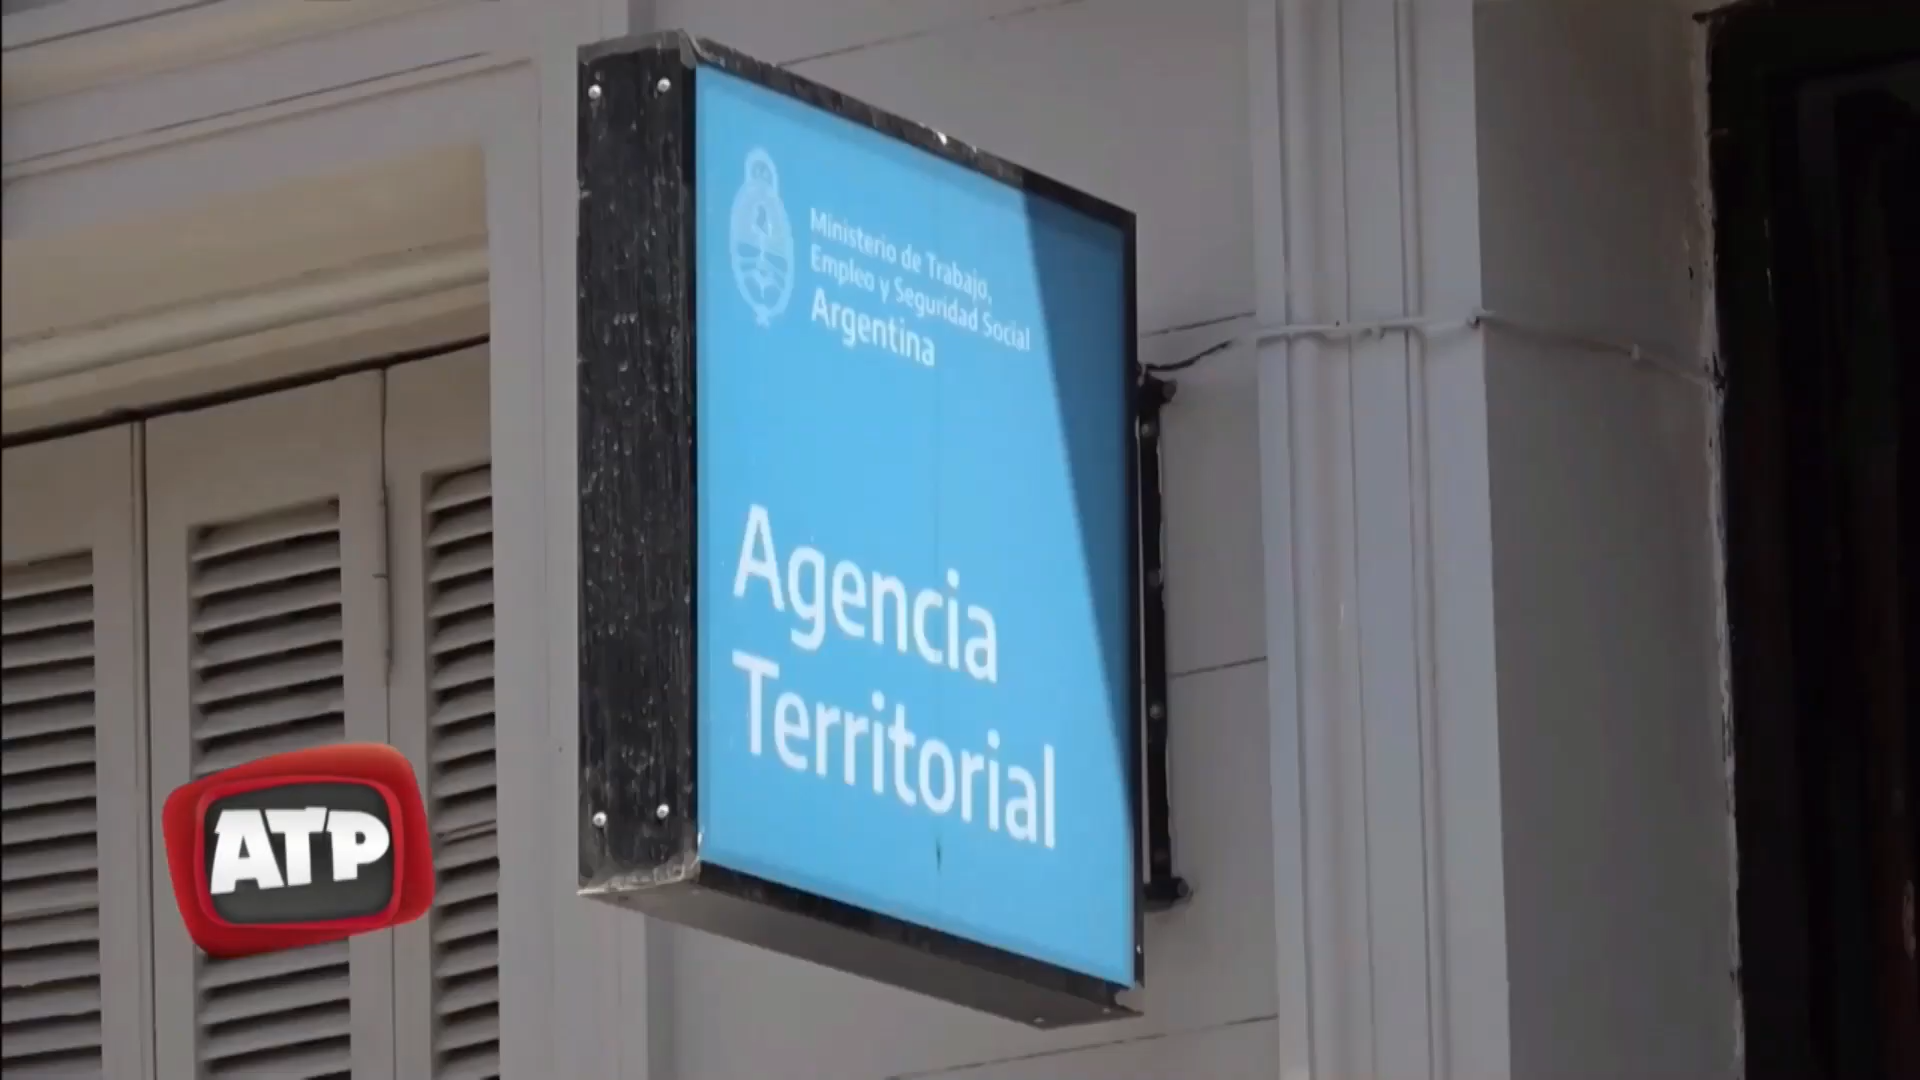 Ministerio de Trabajo,
Empleo y Seguridad Social
Argentina
Agencia
Territorial
ATP